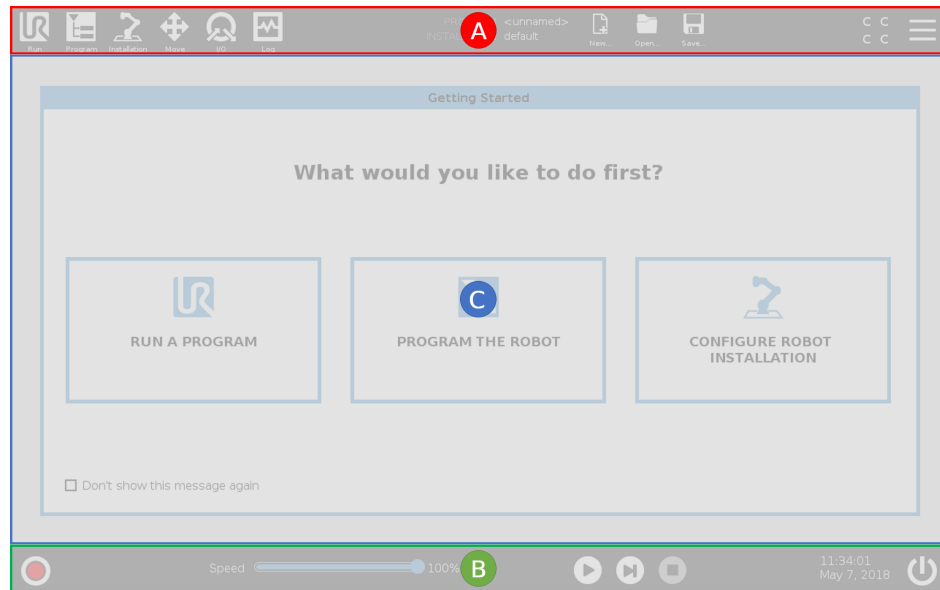 <unnamed>
default
A
C C
C C
Run
Program
Installation
Move
I/O
Log
New...
Open...
Save...
Getting Started
What would you like to do first?
C
RUN A PROGRAM
PROGRAM THE ROBOT
CONFIGURE ROBOT
INSTALLATION
Don't show this message again
Speed
100%
B
11:34:01
May 7, 2018